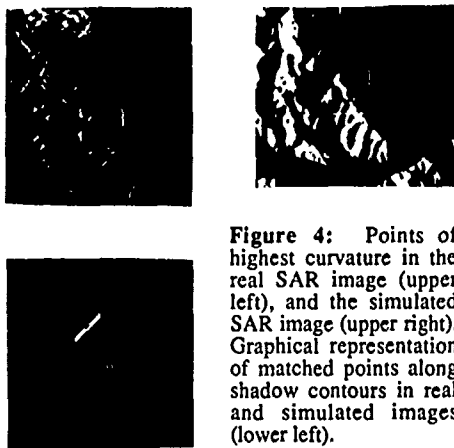 Figure 4: Points of
highest curvature in the
real SAR image (upper
left), and the simulated
SAR image (upper right).
Graphical representation
of matched points along
shadow contours in real
and simulated images
(lower left).